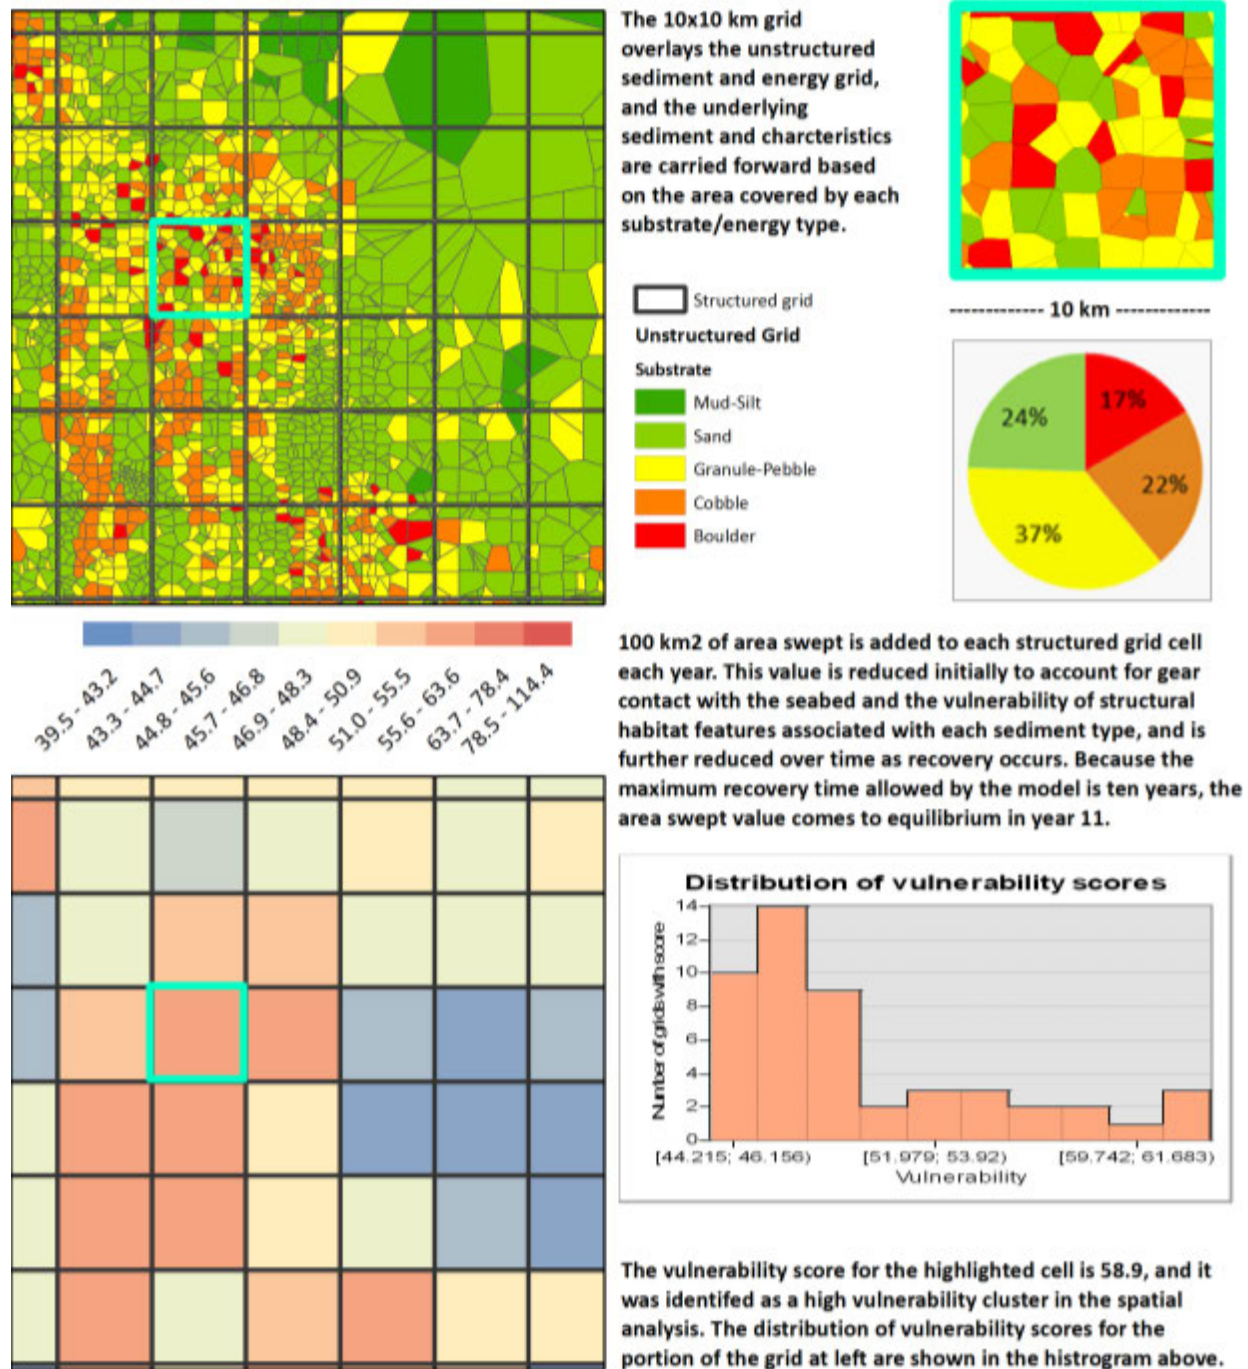 The 10x10 km grid
overlays the unstructured
sediment and energy grid,
and the underlying
sediment and charcteristics
are carried forward based
on the area covered by each
substrate/energy type.
Structured grid
Unstructured Grid
Substrate
Mud-Silt
Sand
Granule-Pebble
Cobble
Boulder
------------- 10 km -------------
17%
24%
22%
37%
39.5 - 43.2
43.3 - 44.7
44.8 - 45.6
45.7 - 46.8
46.9 - 48.3
48.4 - 50.9
51.0 - 55.5
55.6 - 63.6
63.7 - 78.4
78.5 - 114.4
100 km2 of area swept is added to each structured grid cell
each year. This value is reduced initially to account for gear
contact with the seabed and the vulnerability of structural
habitat features associated with each sediment type, and is
further reduced over time as recovery occurs. Because the
maximum recovery time allowed by the model is ten years, the
area swept value comes to equilibrium in year 11.
Distribution of vulnerability scores
Number of grids with score
14
12
10
8
6
4
2
0
[44.215; 46.156) [51.979; 53.92) [59.742; 61.683)
Vulnerability
The vulnerability score for the highlighted cell is 58.9, and it
was identifed as a high vulnerability cluster in the spatial
analysis. The distribution of vulnerability scores for the
portion of the grid at left are shown in the histrogram above.